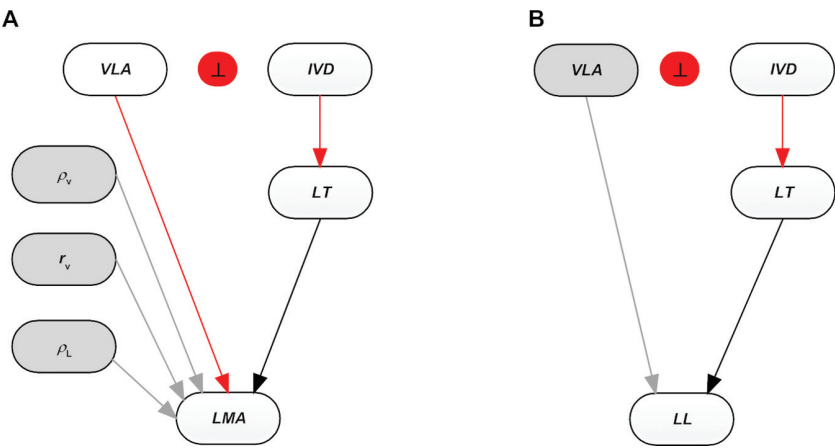 A
B
VLA ⊥ IVD
VLA ⊥ IVD
ρv
LT
LT
rv
ρL
LMA
LL